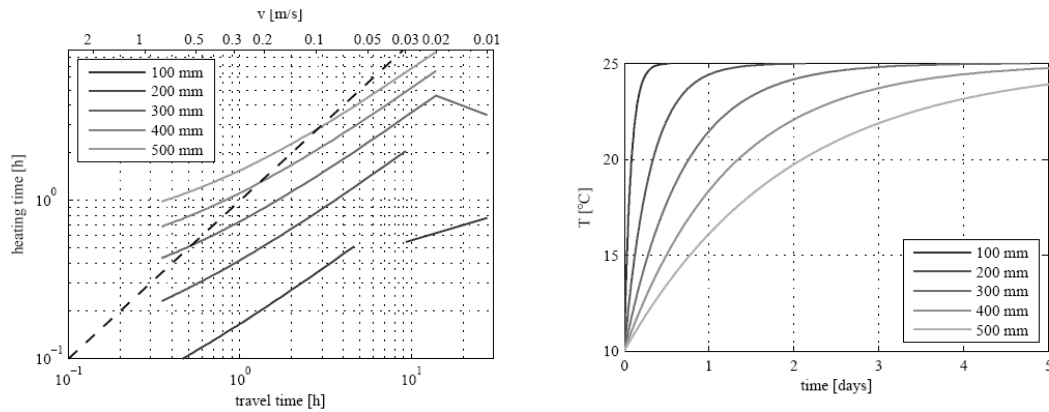 v [m/s]
2 1 0.5 0.3 0.2 0.1 0.05 0.03 0.02 0.01
100 mm
200 mm
300 mm
400 mm
500 mm
heating time [h]
10^0
10^-1
10^-1 10^0 10^1
travel time [h]
25
20
15
10
T [°C]
100 mm
200 mm
300 mm
400 mm
500 mm
0 1 2 3 4 5
time [days]